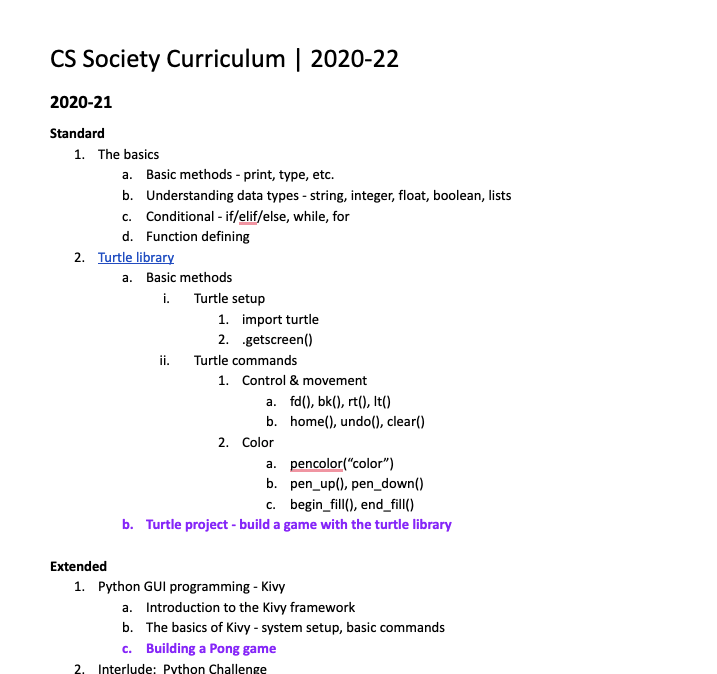 CS Society Curriculum | 2020-22
2020-21
Standard
1. The basics
a. Basic methods - print, type, etc.
b. Understanding data types - string, integer, float, boolean, lists
c. Conditional - if/elif/else, while, for
d. Function defining
2. Turtle library
a. Basic methods
i. Turtle setup
1. import turtle
2. .getscreen()
ii. Turtle commands
1. Control & movement
a. fd(), bk(), rt(), lt()
b. home(), undo(), clear()
2. Color
a. pencolor(“color”)
b. pen_up(), pen_down()
c. begin_fill(), end_fill()
b. Turtle project - build a game with the turtle library
Extended
1. Python GUI programming - Kivy
a. Introduction to the Kivy framework
b. The basics of Kivy - system setup, basic commands
c. Building a Pong game
2. Interlude: Python Challenge